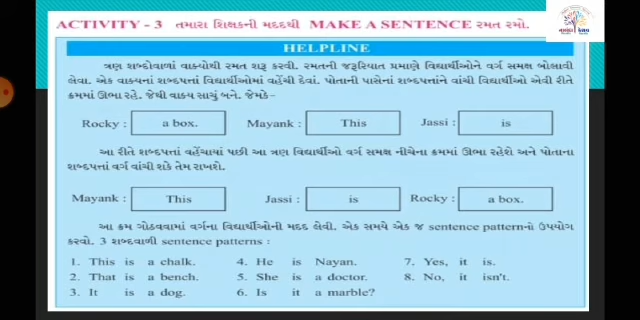 ACTIVITY - 3 તમારા શિક્ષકની મદદથી MAKE A SENTENCE રમત રમો.
HELPLINE
ત્રણ શબ્દોવાળાં વાક્યોથી રમત શરૂ કરવી. રમતની જરૂરિયાત પ્રમાણે વિદ્યાર્થીઓને વર્ગ સમક્ષ બોલાવી
લેવા. એક વાક્યનાં શબ્દપત્તાં વિદ્યાર્થીઓમાં વહેંચી દેવાં. પોતાની પાસેનાં શબ્દપત્તાંને વાંચી વિદ્યાર્થીઓ એવી રીતે
ક્રમમાં ઊભા રહે. જેથી વાક્ય સાચું બને. જેમકે-
Rocky : a box. Mayank : This Jassi : is
આ રીતે શબ્દપત્તાં વહેંચાયાં પછી આ ત્રણ વિદ્યાર્થીઓ વર્ગ સમક્ષ નીચેના ક્રમમાં ઊભા રહેશે અને પોતાના
શબ્દપત્તાં વર્ગ વાંચી શકે તેમ રાખશે.
Mayank : This Jassi : is Rocky : a box.
આ ક્રમ ગોઠવવામાં વર્ગના વિદ્યાર્થીઓની મદદ લેવી. એક સમયે એક જ sentence patternનો ઉપયોગ
કરવો. 3 શબ્દવાળી sentence patterns :
1. This is a chalk. 4. He is Nayan. 7. Yes, it is.
2. That is a bench. 5. She is a doctor. 8. No, it isn't.
3. It is a dog. 6. Is it a marble?